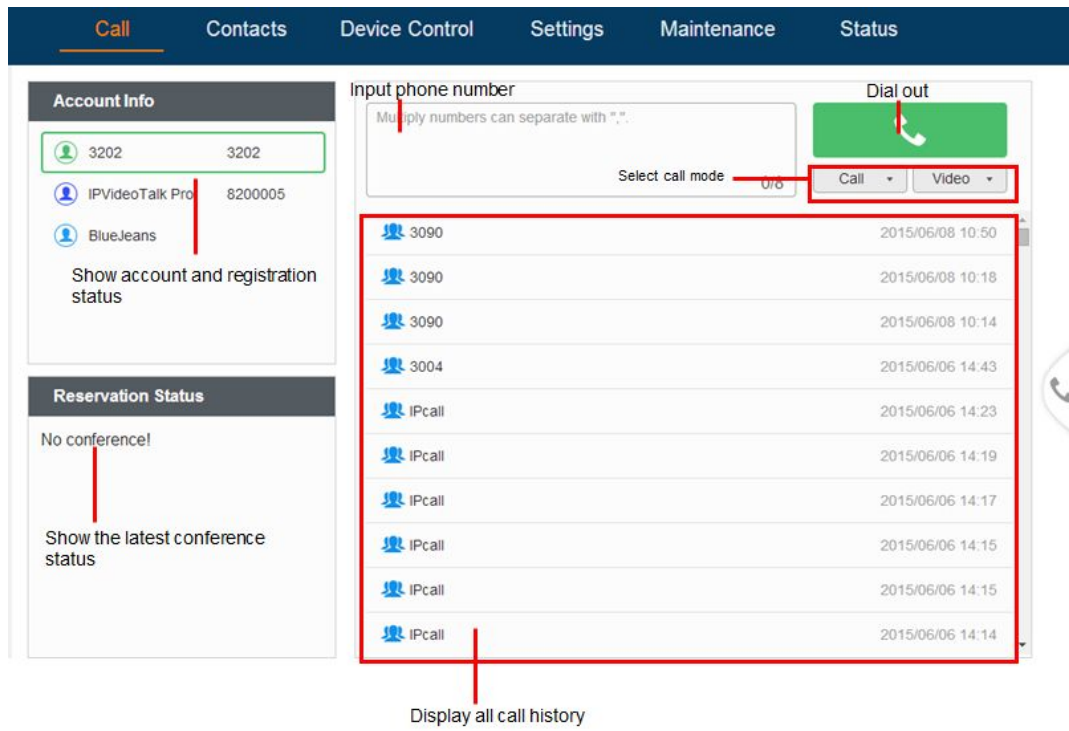 Call Contacts Device Control Settings Maintenance Status
Account Info
3202 3202
IPVideoTalk Pro 8200005
BlueJeans
Show account and registration
status
Reservation Status
No conference!
Show the latest conference
status
Input phone number
Multiply numbers can separate with ",".
0/8
Dial out
Select call mode
Call Video
3090 2015/06/08 10:50
3090 2015/06/08 10:18
3090 2015/06/08 10:14
3004 2015/06/06 14:43
IPcall 2015/06/06 14:23
IPcall 2015/06/06 14:19
IPcall 2015/06/06 14:17
IPcall 2015/06/06 14:15
IPcall 2015/06/06 14:15
IPcall 2015/06/06 14:14
Display all call history